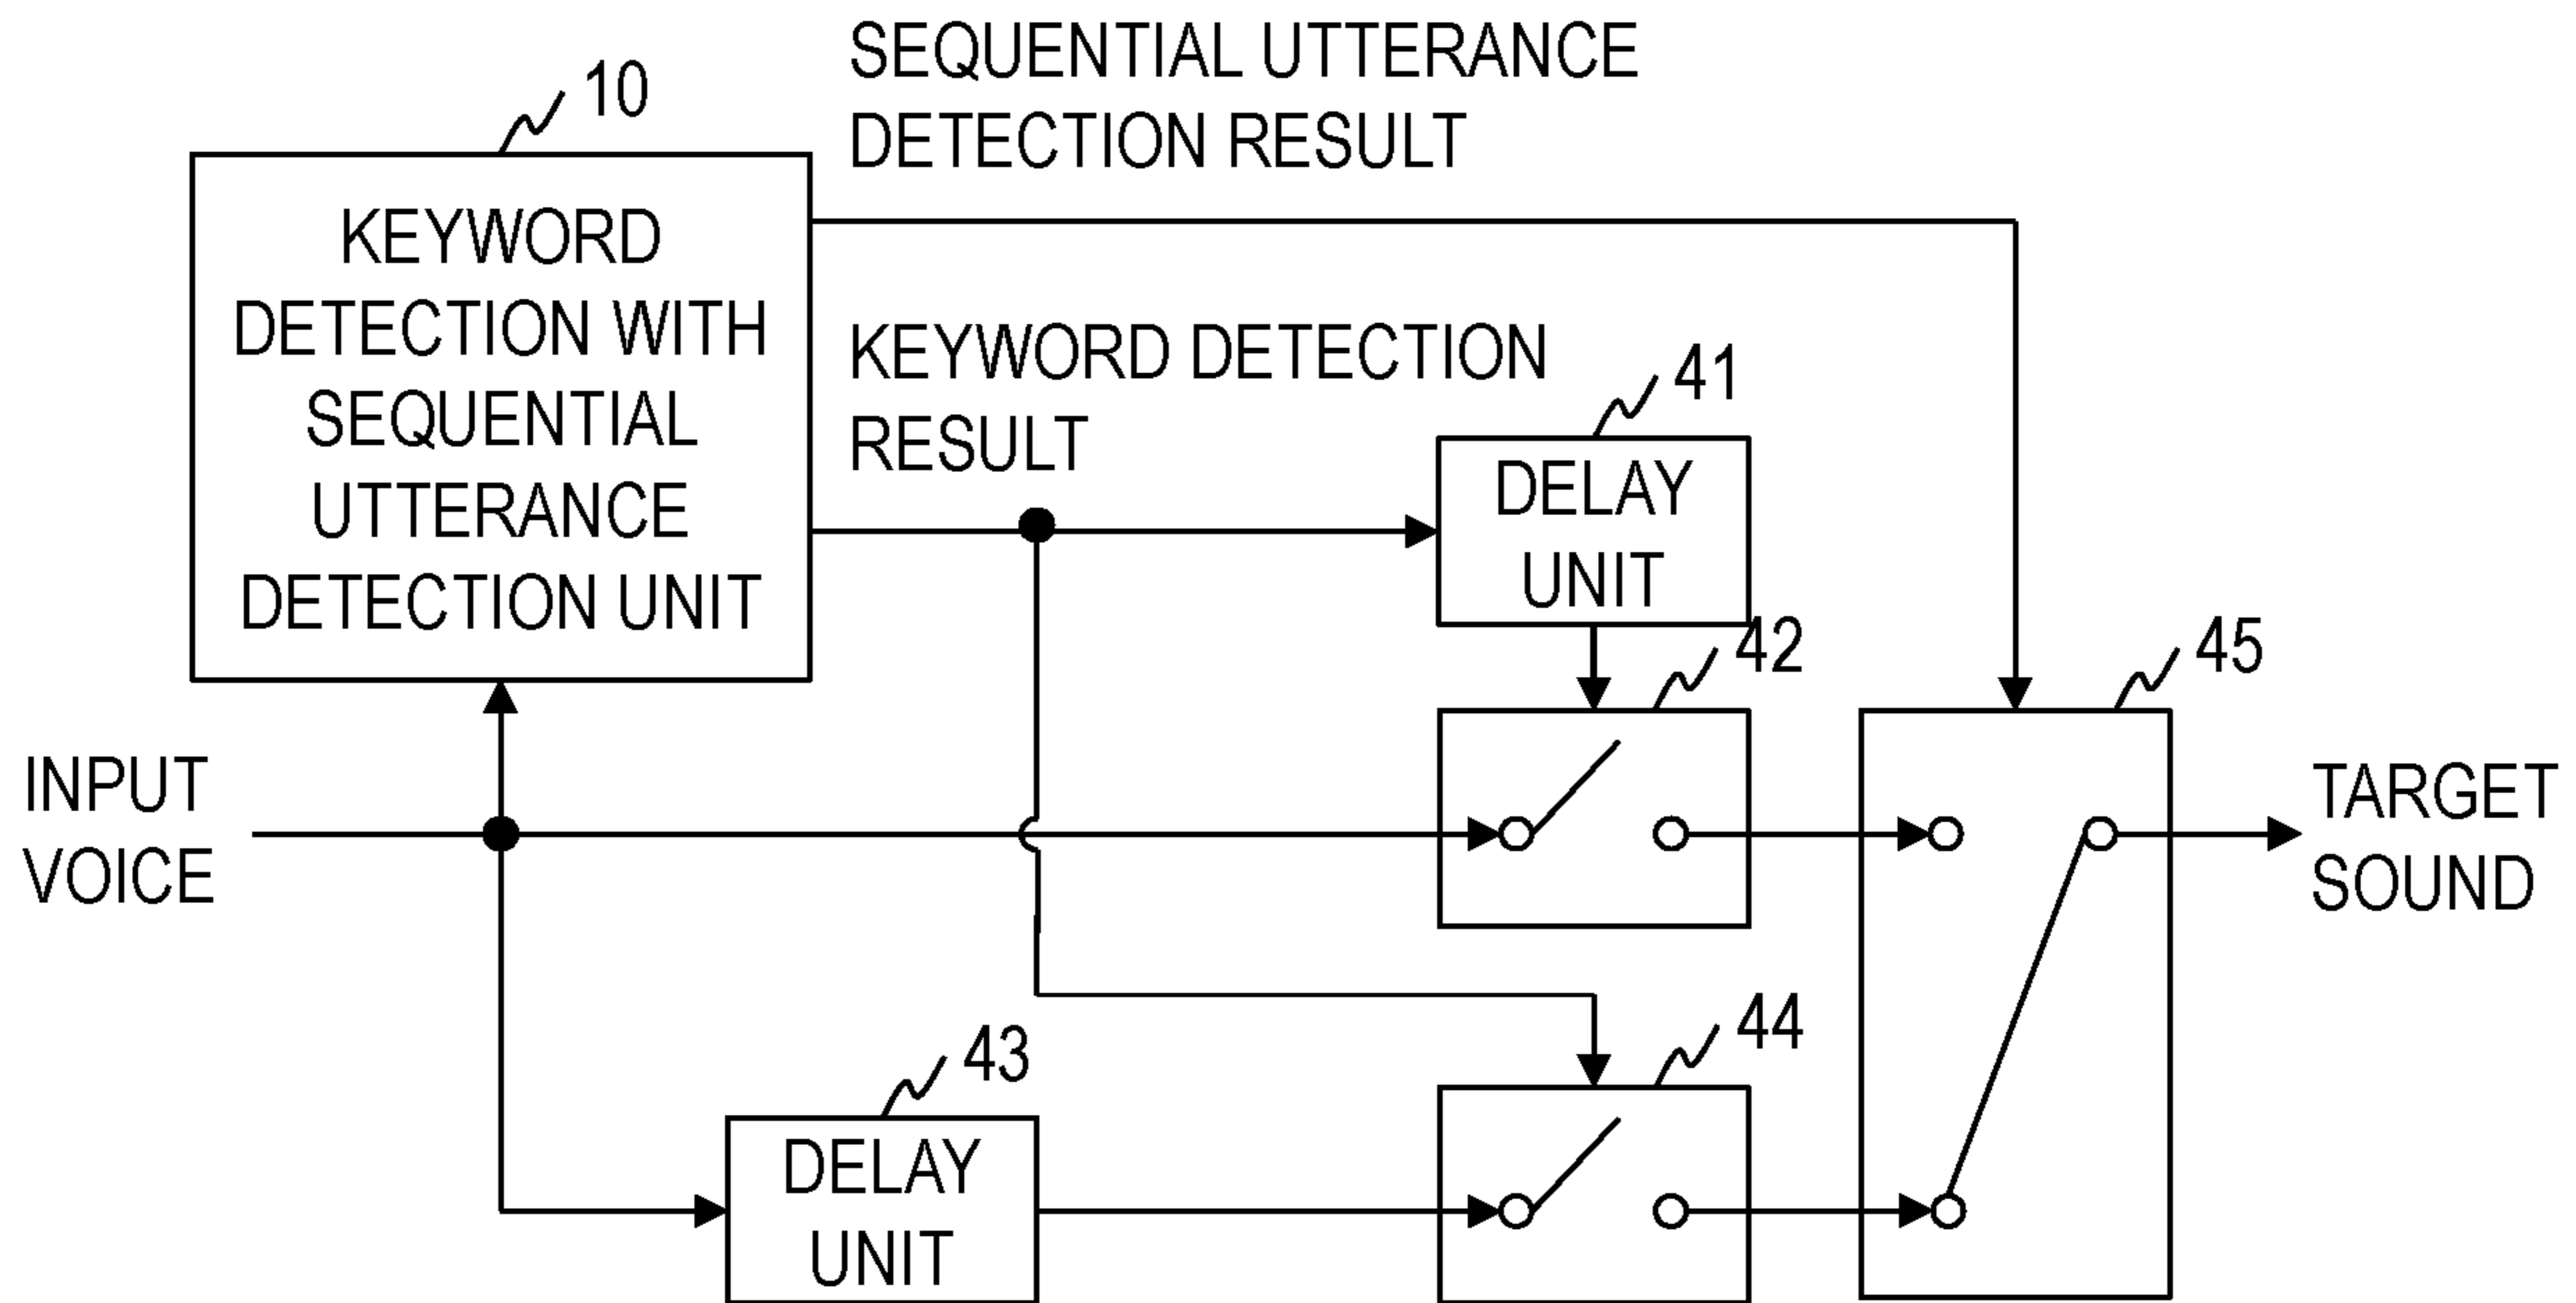 SEQUENTIAL UTTERANCE
DETECTION RESULT
10
KEYWORD
DETECTION WITH
SEQUENTIAL
UTTERANCE
DETECTION UNIT
KEYWORD DETECTION
RESULT
41
DELAY
UNIT
42
45
INPUT
VOICE
TARGET
SOUND
43
DELAY
UNIT
44